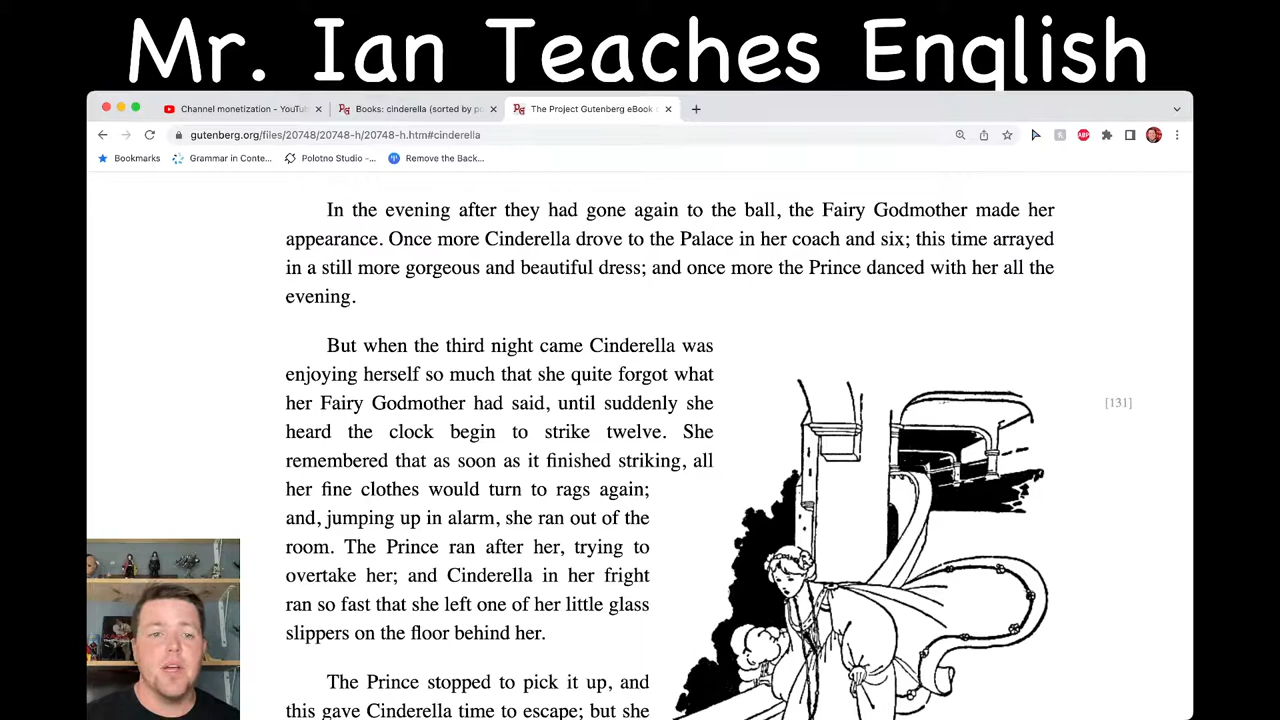 Mr. Ian Teaches English
Channel monetization - YouTu
Books: cinderella (sorted by po
The Project Gutenberg eBook
gutenberg.org/files/20748/20748-h/20748-h.htm#cinderella
Bookmarks
Grammar in Conte...
Polotno Studio -...
Remove the Back...
In the evening after they had gone again to the ball, the Fairy Godmother made her
appearance. Once more Cinderella drove to the Palace in her coach and six; this time arrayed
in a still more gorgeous and beautiful dress; and once more the Prince danced with her all the
evening.
But when the third night came Cinderella was
enjoying herself so much that she quite forgot what
her Fairy Godmother had said, until suddenly she
[131]
heard the clock begin to strike twelve. She
remembered that as soon as it finished striking, all
her fine clothes would turn to rags again;
and, jumping up in alarm, she ran out of the
room. The Prince ran after her, trying to
overtake her; and Cinderella in her fright
ran so fast that she left one of her little glass
slippers on the floor behind her.
The Prince stopped to pick it up, and
this gave Cinderella time to escape; but she